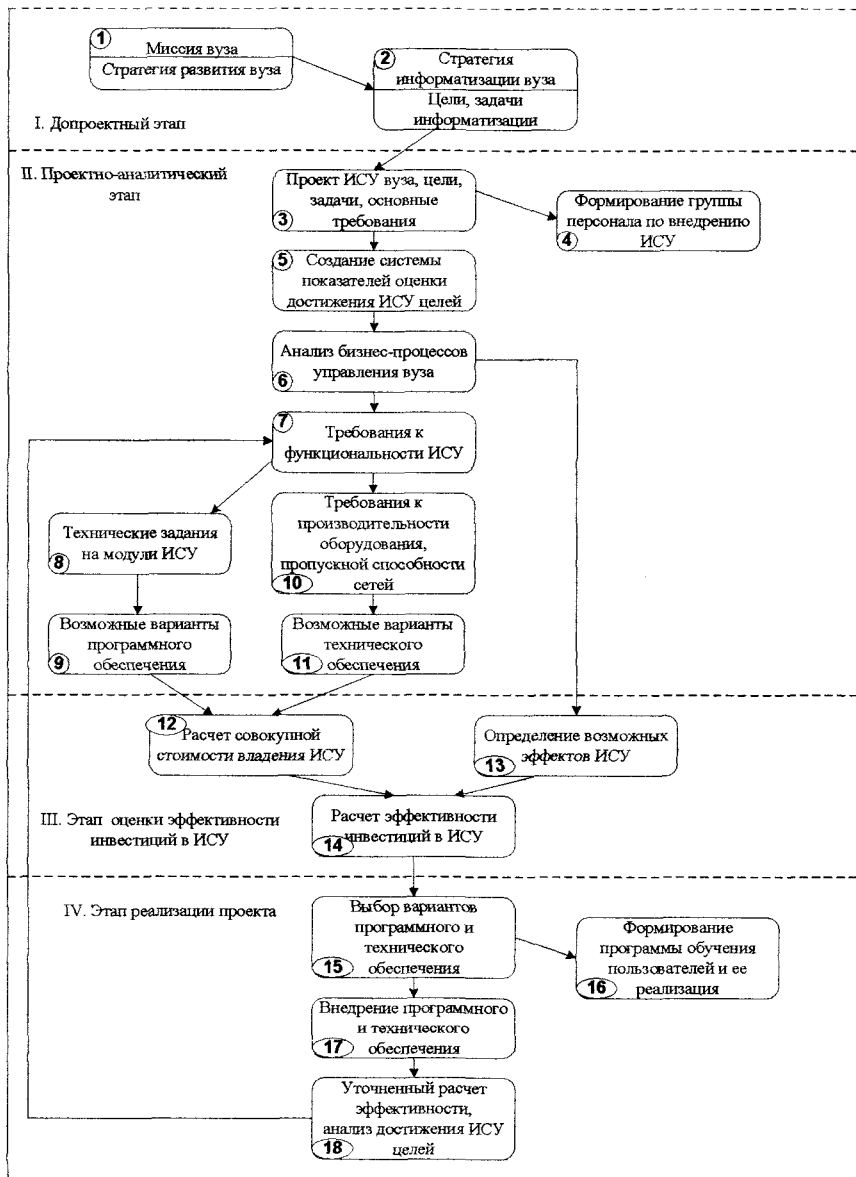 1
Миссия вуза
Стратегия развития вуза
2
Стратегия
информатизации вуза
Цели, задачи
информатизации
I. Допроектный этап
II. Проектно-аналитический
этап
Проект ИСУ вуза, цели,
задачи, основные
требования
3
Формирование группы
персонала по внедрению
ИСУ
4
5
Создание системы
показателей оценки
достижения ИСУ целей
Анализ бизнес-процессов
управления вуза
6
7
Требования к
функциональности ИСУ
Технические задания
на модули ИСУ
8
Требования к
производительности
оборудования,
пропускной способности
сетей
10
Возможные варианты
программного
обеспечения
9
Возможные варианты
технического
обеспечения
11
12
Расчет совокупной
стоимости владения ИСУ
Определение возможных
эффектов ИСУ
13
III. Этап оценки эффективности
инвестиций в ИСУ
Расчет эффективности
инвестиций в ИСУ
14
IV. Этап реализации проекта
Выбор вариантов
программного и
технического
обеспечения
15
Формирование
программы обучения
пользователей и ее
реализация
16
Внедрение программного
и технического
обеспечения
17
Уточненный расчет
эффективности,
анализ достижения ИСУ
целей
18